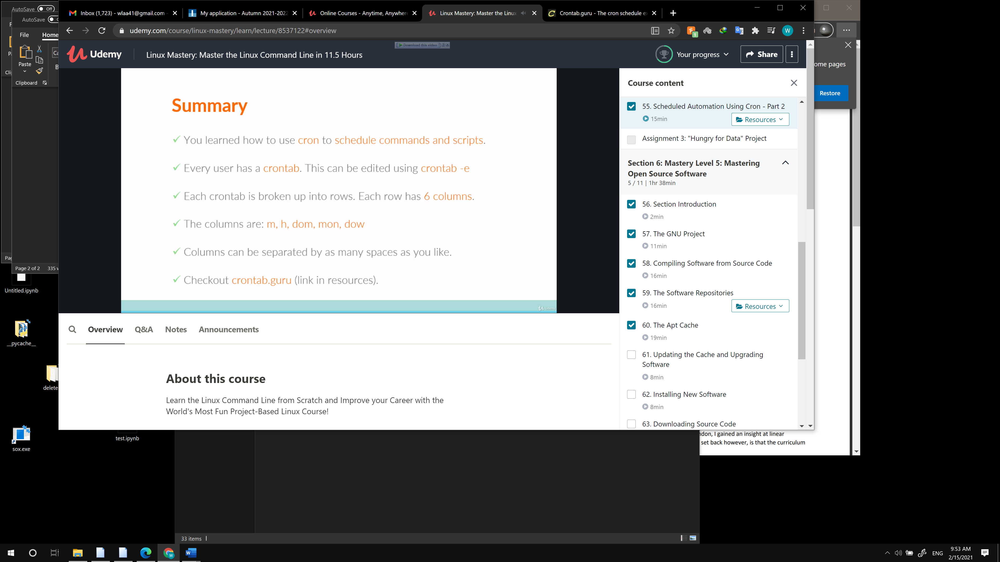 AutoSave Off
AutoSave
File Home
Paste
Clipboard
Page 2 of 2 335
Inbox (1,723) - wlaa41@gmail.com -
My application - Autumn 2021-2022
Online Courses - Anytime, Anywhere
Linux Mastery: Master the Linux
Crontab.guru - The cron schedule e
udemy.com/course/linux-mastery/learn/lecture/8537122#overview
1
W
Download this video
Udemy
Linux Mastery: Master the Linux Command Line in 11.5 Hours
Your progress
Share
ome pages
Restore
Summary
You learned how to use cron to schedule commands and scripts.
Every user has a crontab. This can be edited using crontab -e
Each crontab is broken up into rows. Each row has 6 columns.
The columns are: m, h, dom, mon, dow
Columns can be separated by as many spaces as you like.
Checkout crontab.guru (link in resources).
Udemy
Course content
55. Scheduled Automation Using Cron - Part 2
15min
Resources
Assignment 3: "Hungry for Data" Project
Section 6: Mastery Level 5: Mastering
Open Source Software
5 / 11 | 1hr 38min
56. Section Introduction
2min
57. The GNU Project
11min
58. Compiling Software from Source Code
16min
59. The Software Repositories
16min
Resources
60. The Apt Cache
19min
61. Updating the Cache and Upgrading
Software
8min
62. Installing New Software
8min
63. Downloading Source Code
Overview Q&A Notes Announcements
About this course
Learn the Linux Command Line from Scratch and Improve your Career with the
World's Most Fun Project-Based Linux Course!
Untitled.ipynb
__pycache__
delete
sox.exe
test.ipynb
ndon, I gained an insight at linear
set back however, is that the curriculum
33 items
ENG
9:53 AM
2/15/2021